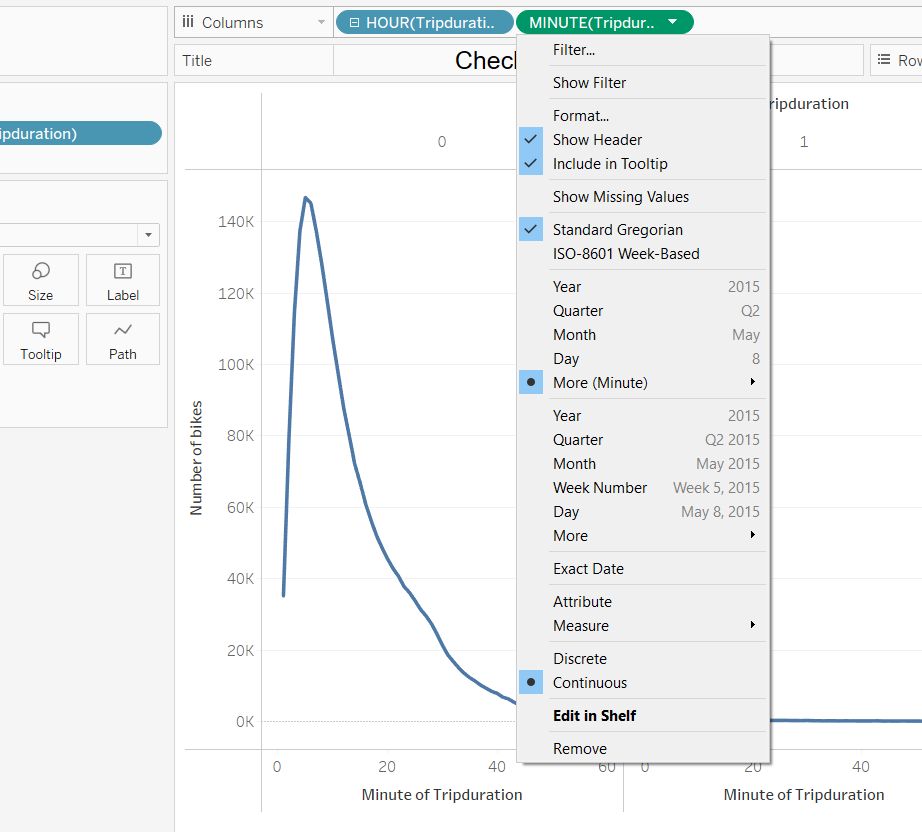 Columns
HOUR(Tripdurati..
MINUTE(Tripdur..
Title
Chec
Row
Filter...
Show Filter
Format...
Show Header
Include in Tooltip
Show Missing Values
Standard Gregorian
ISO-8601 Week-Based
Year 2015
Quarter Q2
Month May
Day 8
More (Minute)
Year 2015
Quarter Q2 2015
Month May 2015
Week Number Week 5, 2015
Day May 8, 2015
More
Exact Date
Attribute
Measure
Discrete
Continuous
Edit in Shelf
Remove
ipduration)
Size
T
Label
Tooltip
Path
ripduration
0
1
Number of bikes
140K
120K
100K
80K
60K
40K
20K
0K
0 20 40 60 0 20 40
Minute of Tripduration
Minute of Tripduration